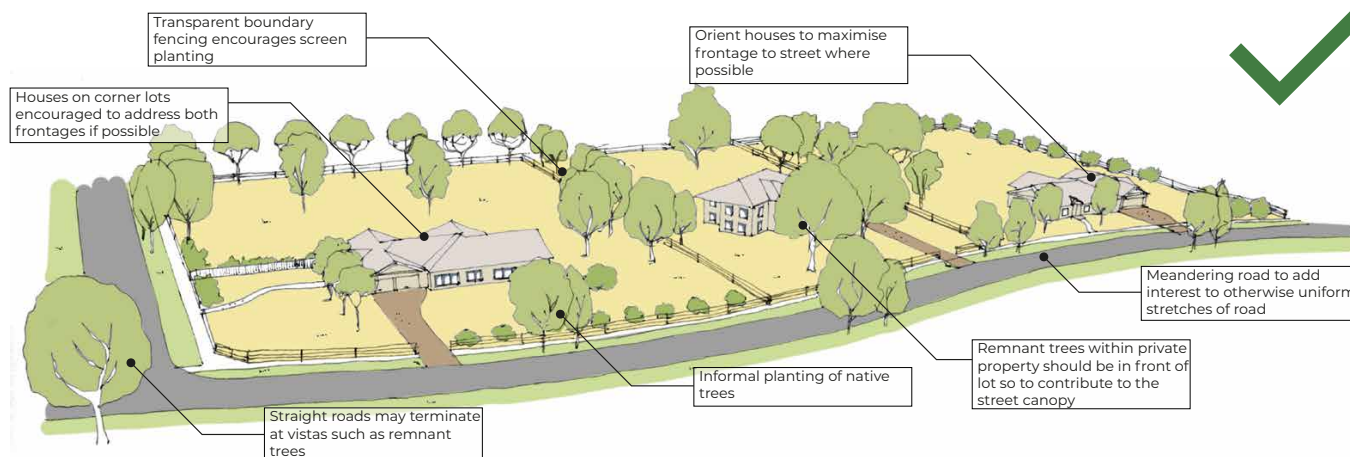 Transparent boundary
fencing encourages screen
planting
Orient houses to maximise
frontage to street where
possible
Houses on corner lots
encouraged to address both
frontages if possible
Meandering road to add
interest to otherwise uniform
stretches of road
Remnant trees within private
property should be in front of
lot so to contribute to the
street canopy
Informal planting of native
trees
Straight roads may terminate
at vistas such as remnant
trees